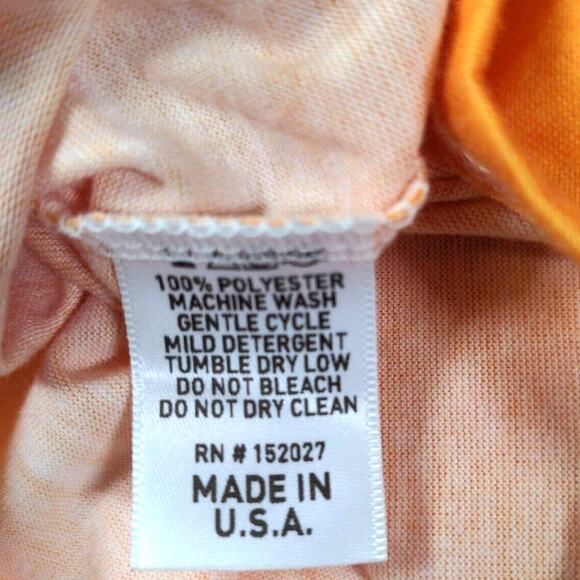 100% POLYESTER
MACHINE WASH
GENTLE CYCLE
MILD DETERGENT
TUMBLE DRY LOW
DO NOT BLEACH
DO NOT DRY CLEAN
RN # 152027
MADE IN
U.S.A.